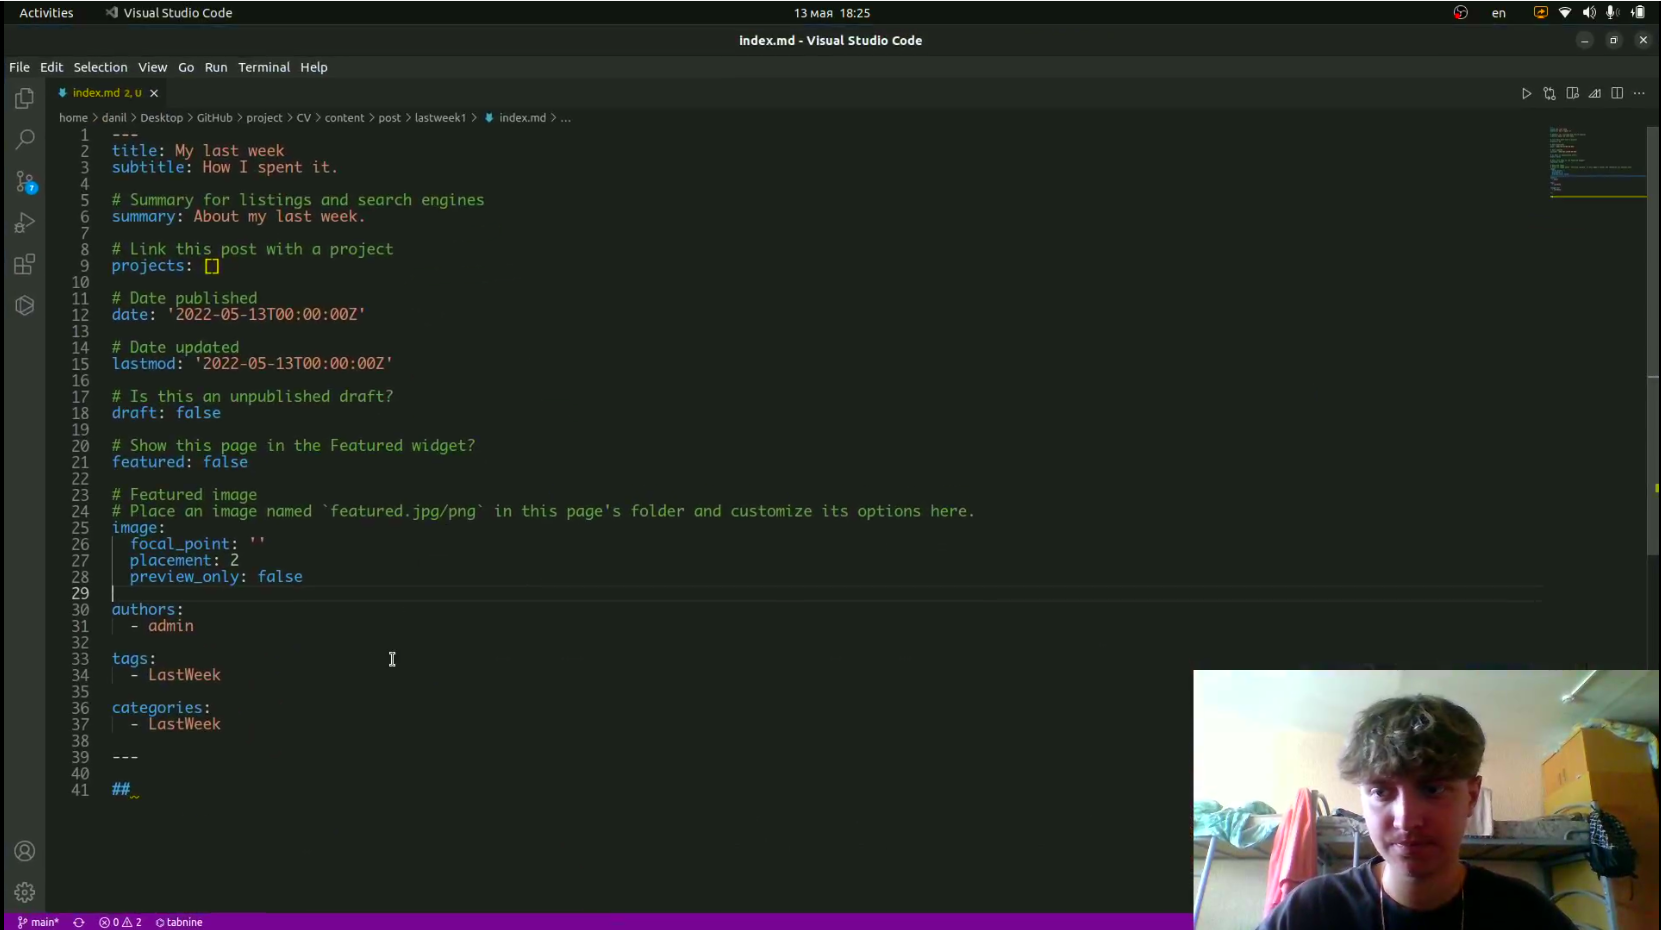 Activities Visual Studio Code 13 мая 18:25 en
index.md - Visual Studio Code
File Edit Selection View Go Run Terminal Help
index.md 2, U
home > danil > Desktop > GitHub > project > CV > content > post > lastweek1 > index.md > ...
1 ---
2 title: My last week
3 subtitle: How I spent it.
4
5 # Summary for listings and search engines
6 summary: About my last week.
7
8 # Link this post with a project
9 projects: []
10
11 # Date published
12 date: '2022-05-13T00:00:00Z'
13
14 # Date updated
15 lastmod: '2022-05-13T00:00:00Z'
16
17 # Is this an unpublished draft?
18 draft: false
19
20 # Show this page in the Featured widget?
21 featured: false
22
23 # Featured image
24 # Place an image named `featured.jpg/png` in this page's folder and customize its options here.
25 image:
26 focal_point: ''
27 placement: 2
28 preview_only: false
29
30 authors:
31 - admin
32
33 tags:
34 - LastWeek
35
36 categories:
37 - LastWeek
38
39 ---
40
41 ##
7
main* 0 2 tabnine